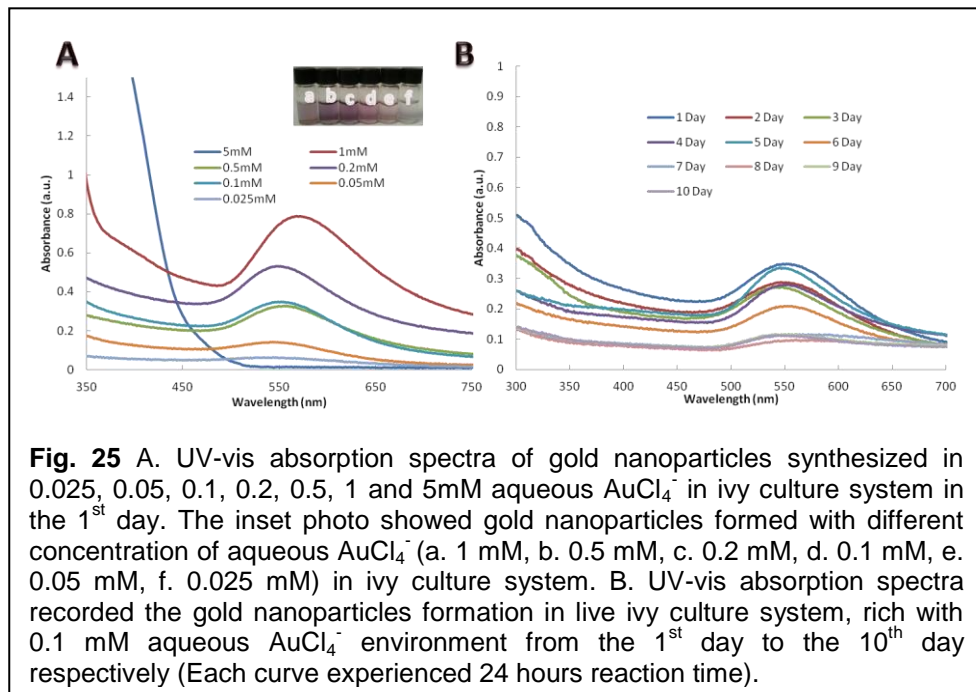 A
B
1.4
1.2
1
0.8
0.6
0.4
0.2
0
Absorbance (a.u.)
a b c d e f
5mM 1mM
0.5mM 0.2mM
0.1mM 0.05mM
0.025mM
350 450 550 650 750
Wavelength (nm)
1
0.9
0.8
0.7
0.6
0.5
0.4
0.3
0.2
0.1
0
Absorbance (a.u.)
1 Day 2 Day 3 Day
4 Day 5 Day 6 Day
7 Day 8 Day 9 Day
10 Day
300 350 400 450 500 550 600 650 700
Wavelength (nm)
Fig. 25 A. UV-vis absorption spectra of gold nanoparticles synthesized in
0.025, 0.05, 0.1, 0.2, 0.5, 1 and 5mM aqueous AuCl₄⁻ in ivy culture system in
the 1ˢᵗ day. The inset photo showed gold nanoparticles formed with different
concentration of aqueous AuCl₄⁻ (a. 1 mM, b. 0.5 mM, c. 0.2 mM, d. 0.1 mM, e.
0.05 mM, f. 0.025 mM) in ivy culture system. B. UV-vis absorption spectra
recorded the gold nanoparticles formation in live ivy culture system, rich with
0.1 mM aqueous AuCl₄⁻ environment from the 1ˢᵗ day to the 10ᵗʰ day
respectively (Each curve experienced 24 hours reaction time).